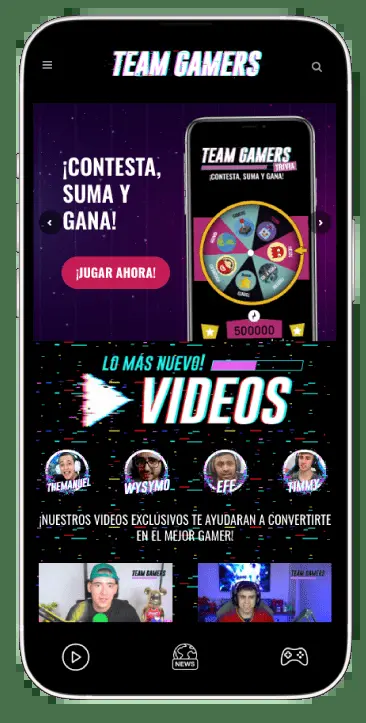 TEAM GAMERS
¡CONTESTA,
SUMA Y
GANA!
¡JUGAR AHORA!
TEAM GAMERS
TRIVIA
¡CONTESTA, SUMA Y GANA!
500000
LO MÁS NUEVO!
VIDEOS
THEMANUEL
WYSYMO
EFF
TIMMY
¡NUESTROS VIDEOS EXCLUSIVOS TE AYUDARAN A CONVERTIRTE
EN EL MEJOR GAMER!
TEAM GAMERS
TEAM GAMERS
NEWS